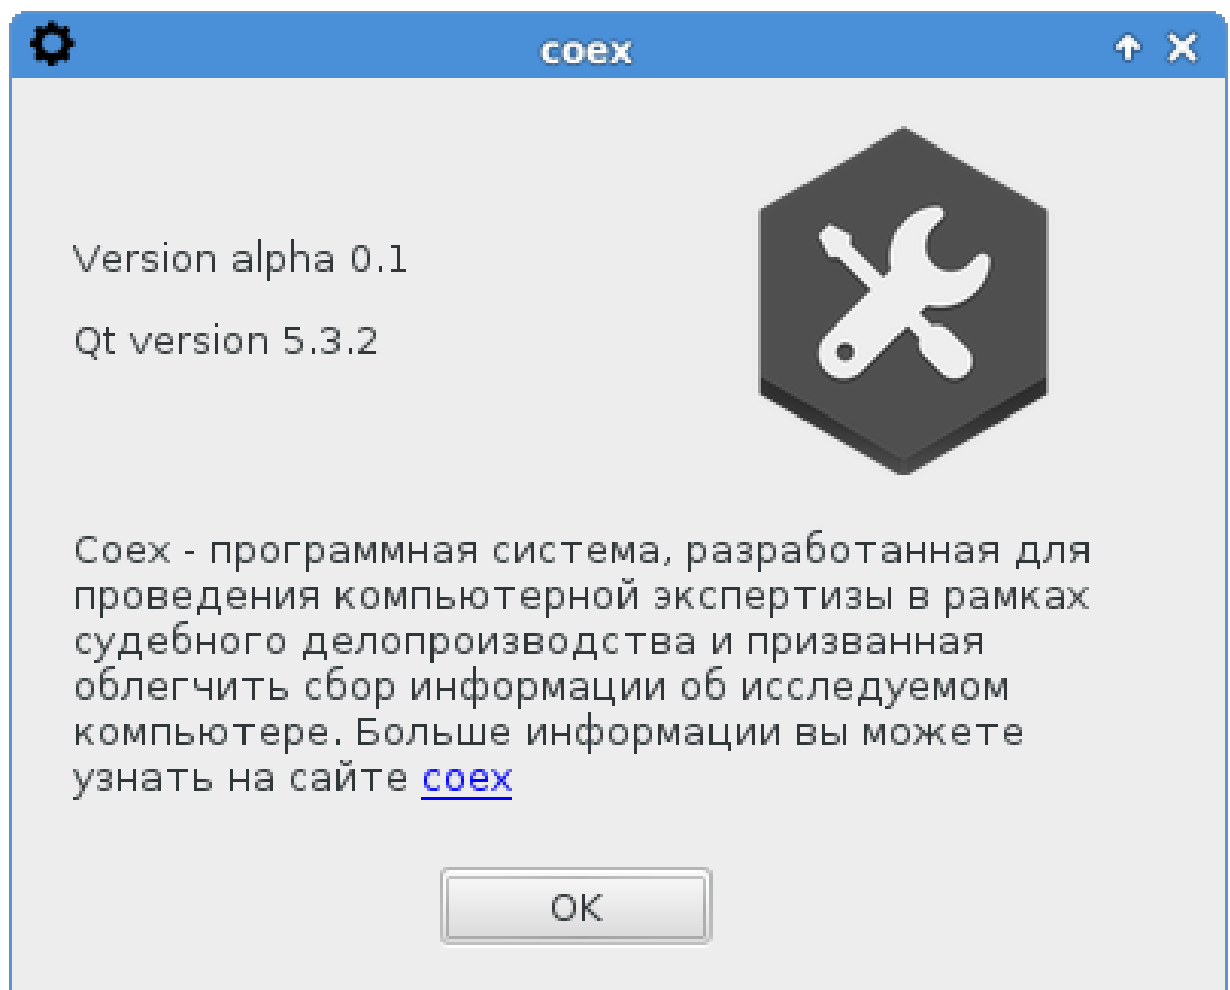 coex
Version alpha 0.1
Qt version 5.3.2
Coex - программная система, разработанная для
проведения компьютерной экспертизы в рамках
судебного делопроизводства и призванная
облегчить сбор информации об исследуемом
компьютере. Больше информации вы можете
узнать на сайте coex
OK